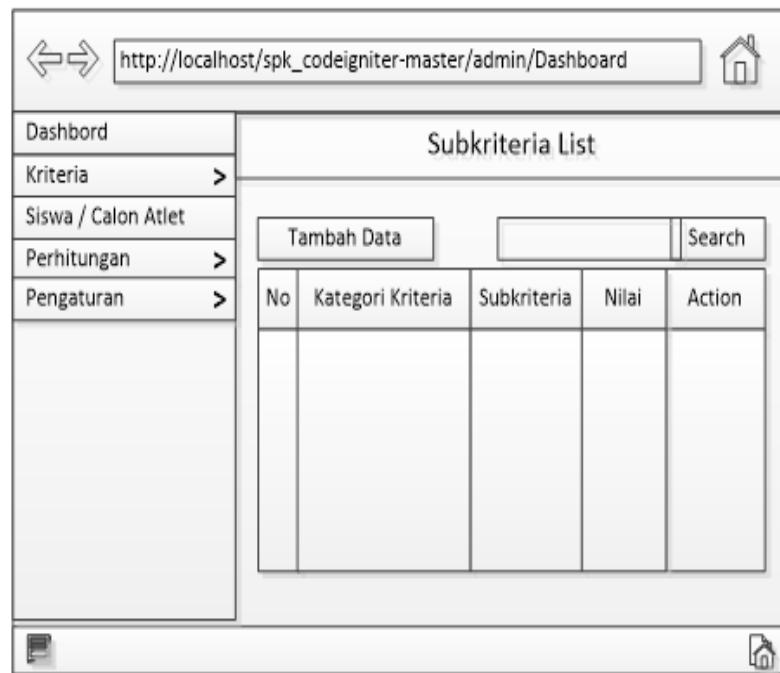 http://localhost/spk_codeigniter-master/admin/Dashboard
Dashbord
Kriteria >
Siswa / Calon Atlet
Perhitungan >
Pengaturan >
Subkriteria List
Tambah Data
Search
No Kategori Kriteria Subkriteria Nilai Action